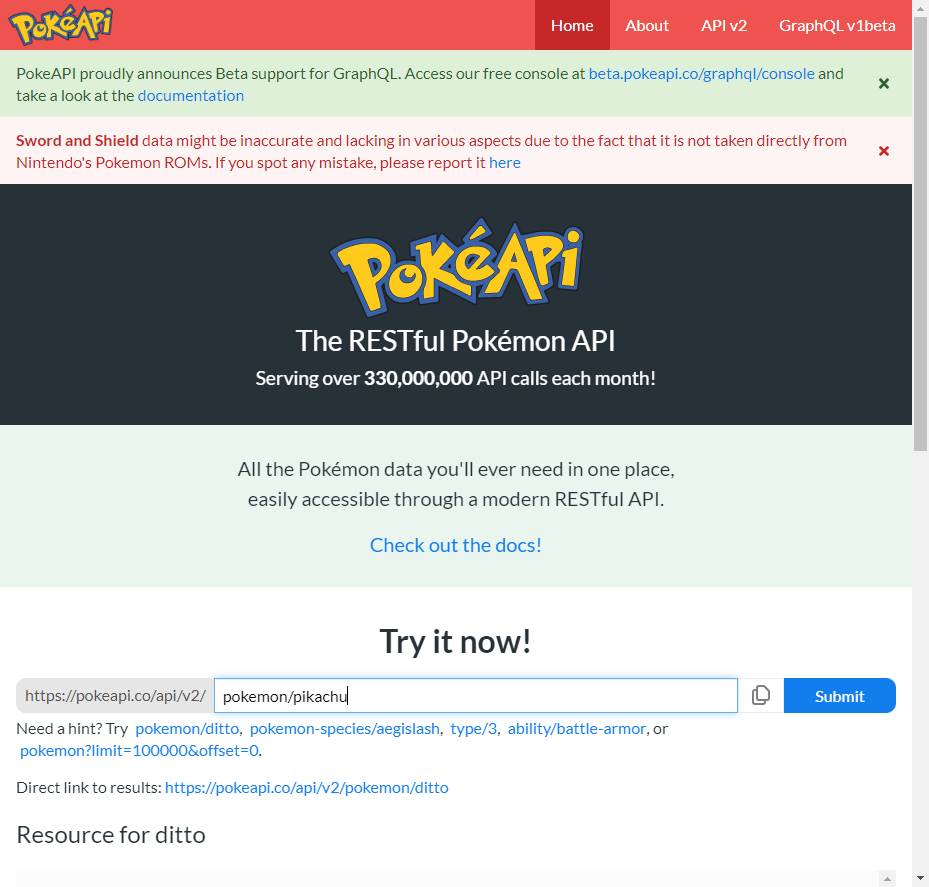 PokéApi
Home
About
API v2
GraphQL v1beta
PokeAPI proudly announces Beta support for GraphQL. Access our free console at beta.pokeapi.co/graphql/console and
take a look at the documentation
Sword and Shield data might be inaccurate and lacking in various aspects due to the fact that it is not taken directly from
Nintendo's Pokemon ROMs. If you spot any mistake, please report it here
PokéApi
The RESTful Pokémon API
Serving over 330,000,000 API calls each month!
All the Pokémon data you'll ever need in one place,
easily accessible through a modern RESTful API.
Check out the docs!
Try it now!
https://pokeapi.co/api/v2/
pokemon/pikachu
Submit
Need a hint? Try pokemon/ditto, pokemon-species/aegislash, type/3, ability/battle-armor, or
pokemon?limit=100000&offset=0.
Direct link to results: https://pokeapi.co/api/v2/pokemon/ditto
Resource for ditto